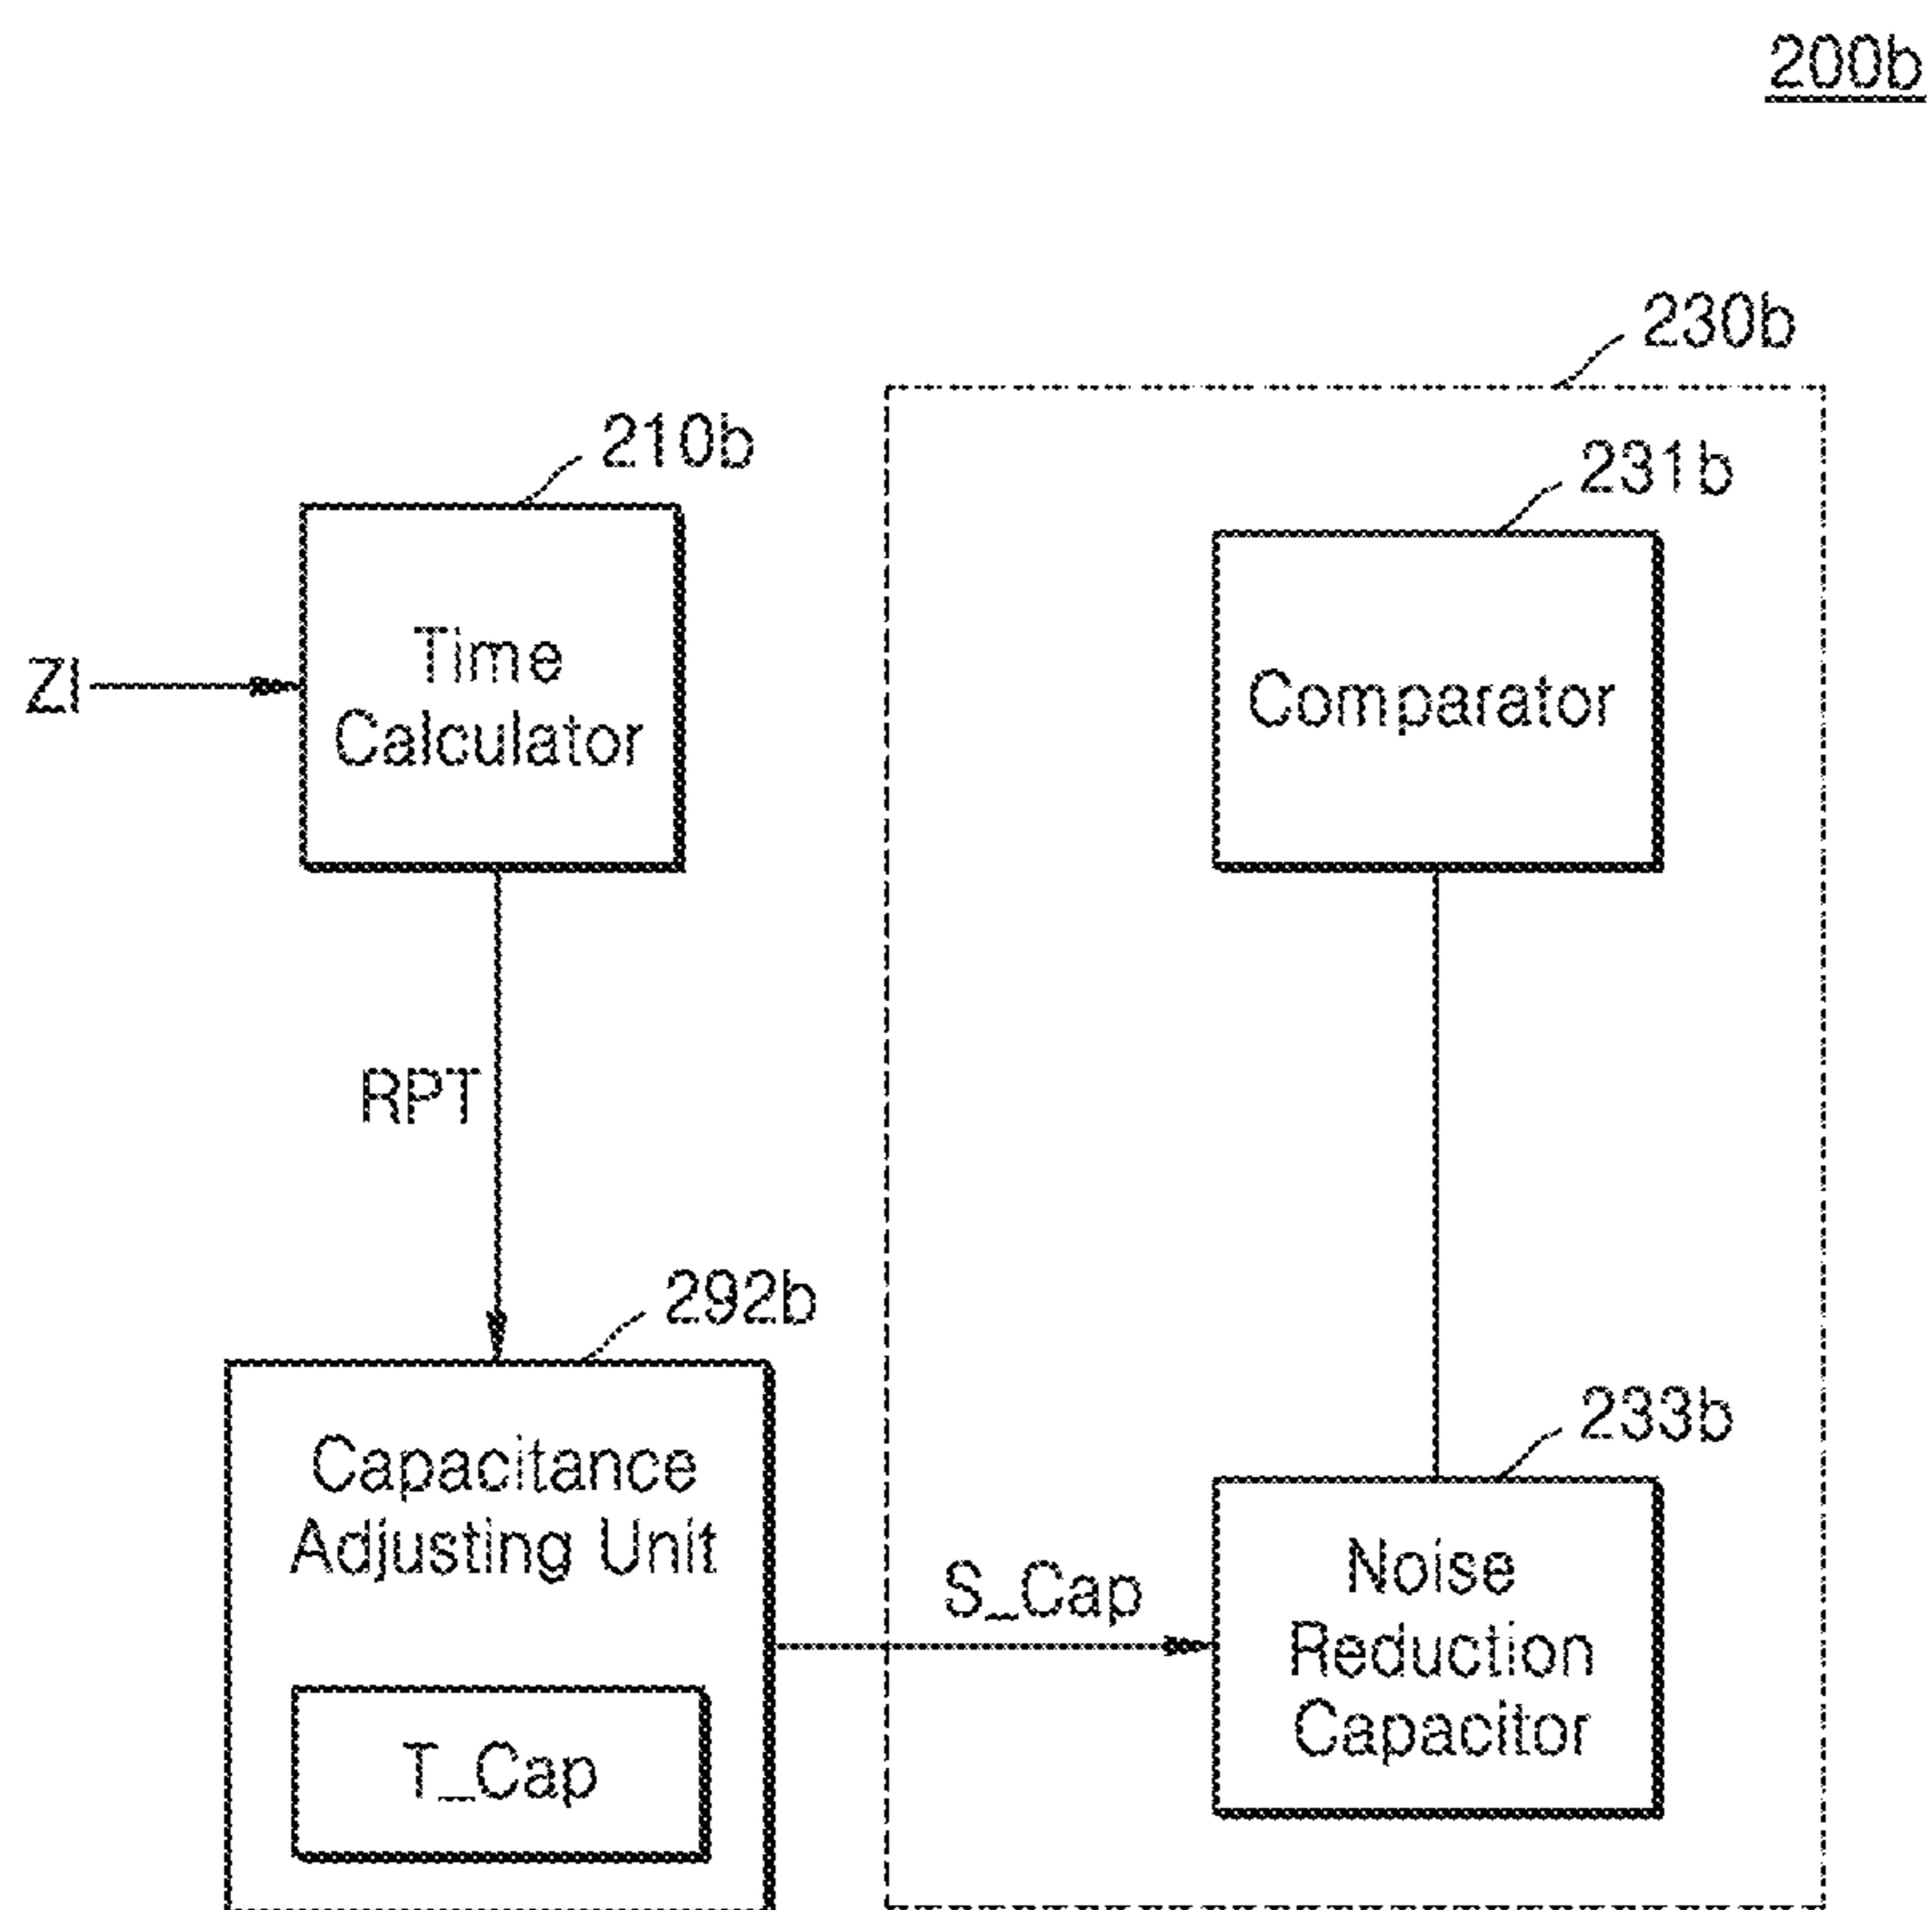 200b
230b
210b
231b
Time
Calculator
ZI
Comparator
RPT
292b
233b
Capacitance
Adjusting Unit
S_Cap
Noise
Reduction
Capacitor
T_Cap